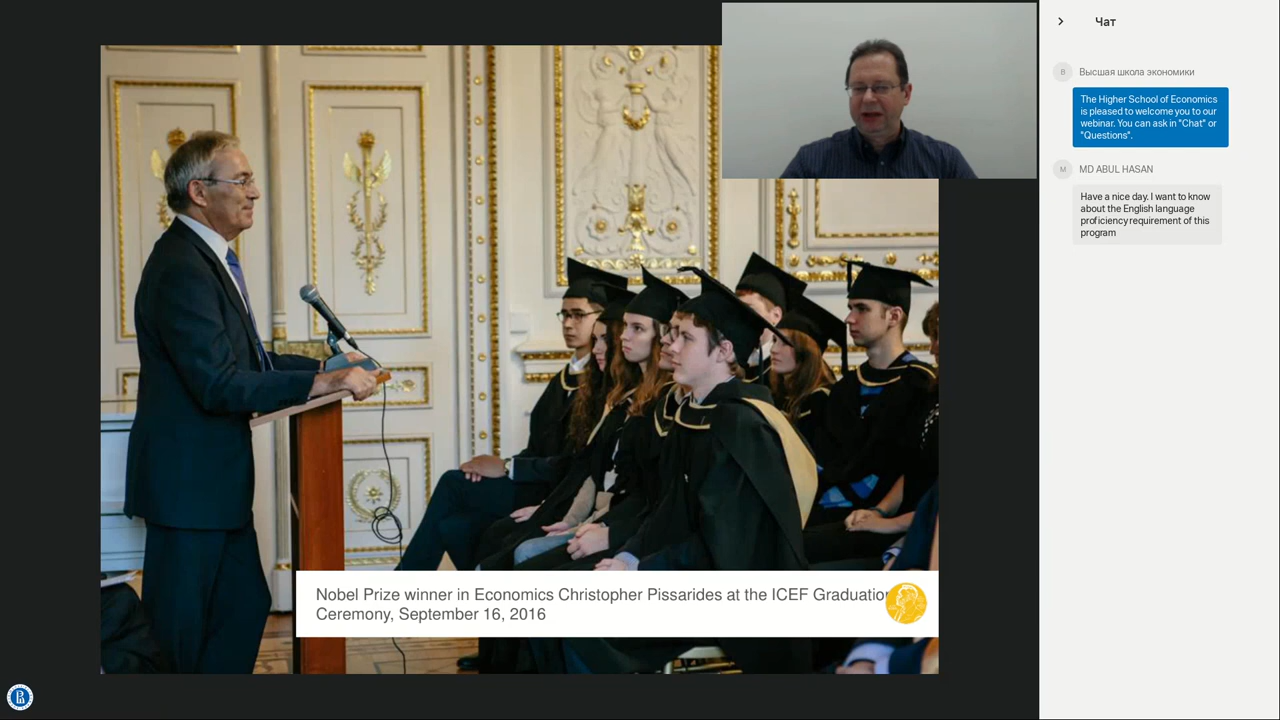 Чат
В
Высшая школа экономики
The Higher School of Economics
is pleased to welcome you to our
webinar. You can ask in "Chat" or
"Questions".
M
MD ABUL HASAN
Have a nice day. I want to know
about the English language
proficiency requirement of this
program
Nobel Prize winner in Economics Christopher Pissarides at the ICEF Graduation
Ceremony, September 16, 2016